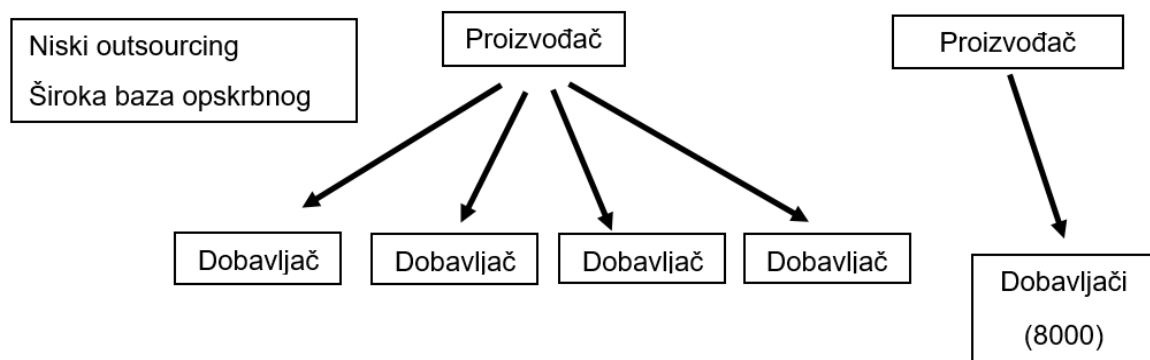 Niski outsourcing
Široka baza opskrbnog
Proizvođač
Proizvođač
Dobavljač
Dobavljač
Dobavljač
Dobavljač
Dobavljači
(8000)